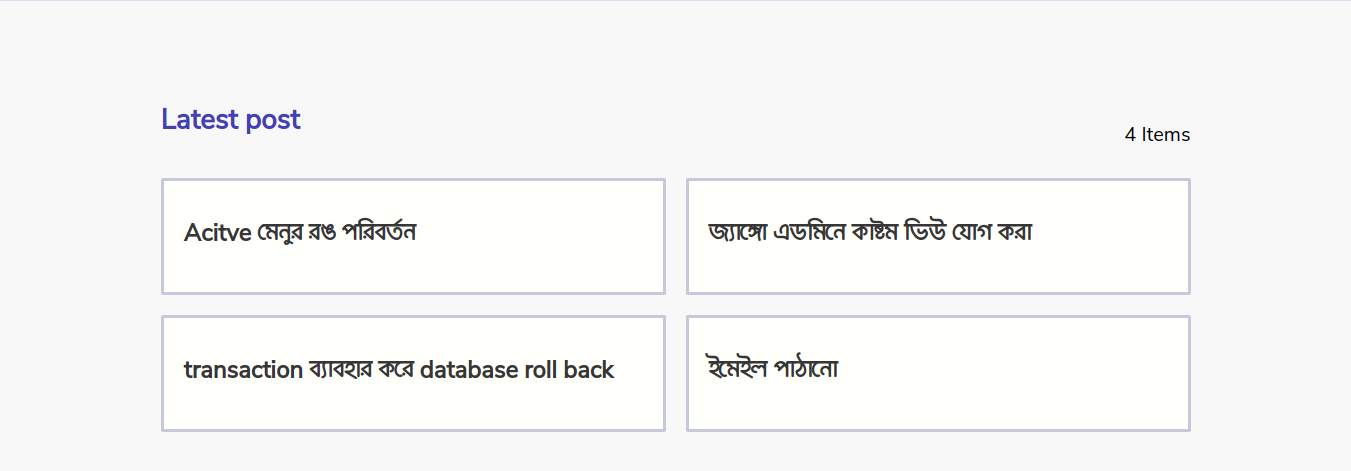 Latest post
4 Items
Acitve মেনুর রঙ পরিবর্তন
জ্যাঙ্গো এডমিনে কাষ্টম ভিউ যোগ করা
transaction ব্যাবহার করে database roll back
ইমেইল পাঠানো